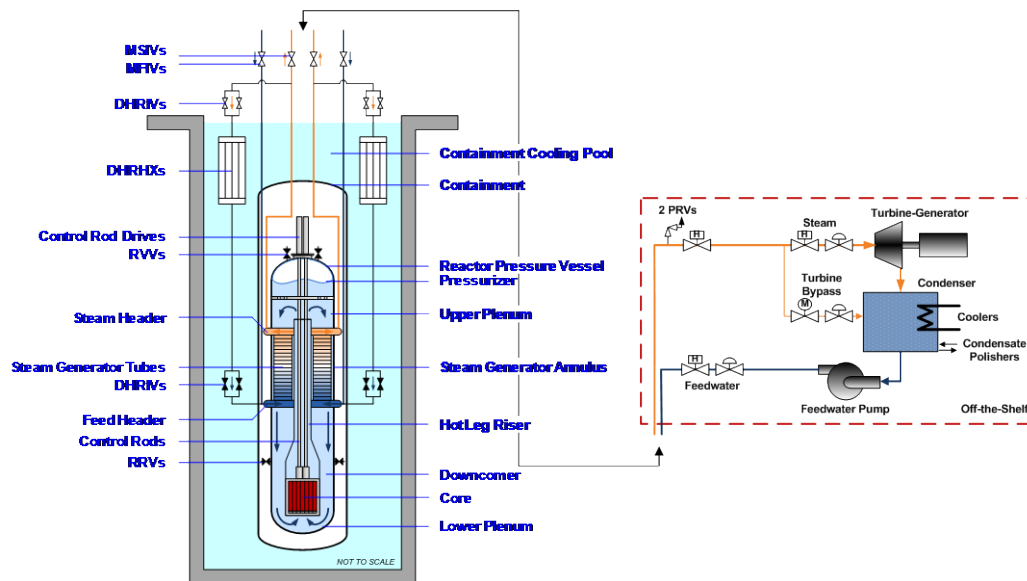 MSIVs
MFIVs
DHRIVs
DHRHXs
Containment Cooling Pool
Containment
Control Rod Drives
RVVs
Reactor Pressure Vessel
Pressurizer
Upper Plenum
Steam Header
Steam Generator Tubes
Steam Generator Annulus
DHRIVs
Feed Header
Hot Leg Riser
Control Rods
RRVs
Downcomer
Core
Lower Plenum
NOT TO SCALE
2 PRVs
H
Steam
H
Turbine-Generator
Turbine
Bypass
M
Condenser
Coolers
Condensate
Polishers
H
Feedwater
Feedwater Pump
Off-the-Shelf